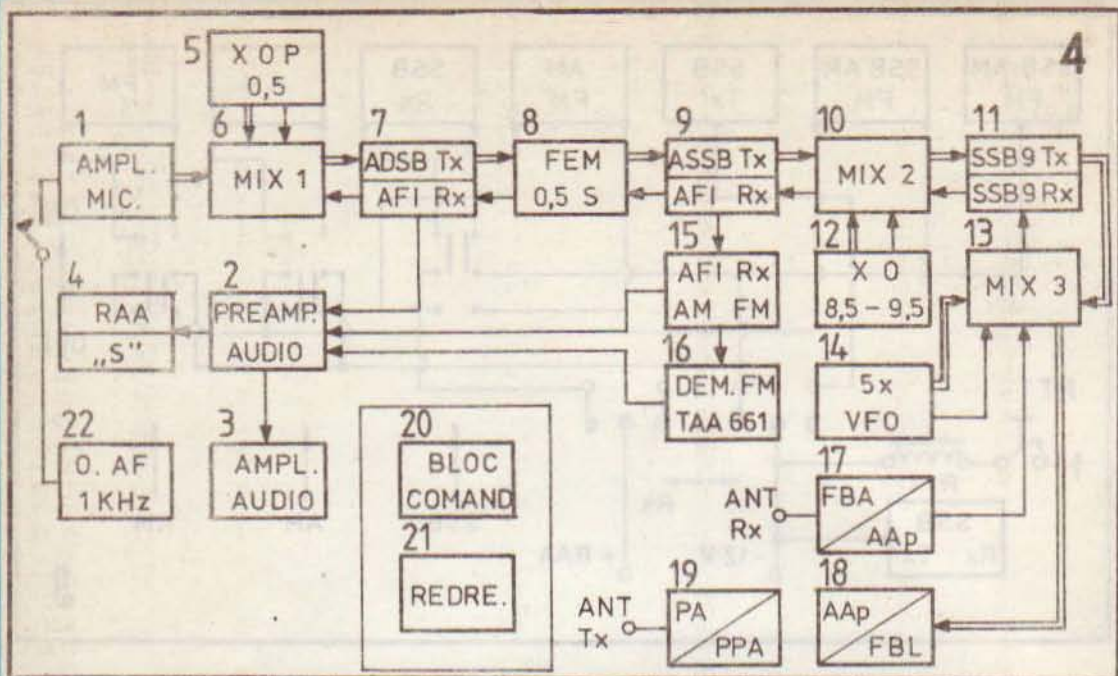 4
5
X O P
0,5
1
AMPL.
MIC.
6
MIX 1
7
ADSB Tx
AFI Rx
8
FEM
0,5 S
9
ASSB Tx
AFI Rx
10
MIX 2
11
SSB9 Tx
SSB9 Rx
4
RAA
„S"
2
PREAMP.
AUDIO
15
AFI Rx
AM FM
12
X O
8,5 – 9,5
13
MIX 3
16
DEM. FM
TAA 661
14
5x
VFO
22
O. AF
1 KHz
3
AMPL.
AUDIO
20
BLOC
COMAND
21
REDRE.
ANT
Rx
17
FBA
AAp
ANT
Tx
19
PA
PPA
18
AAp
FBL